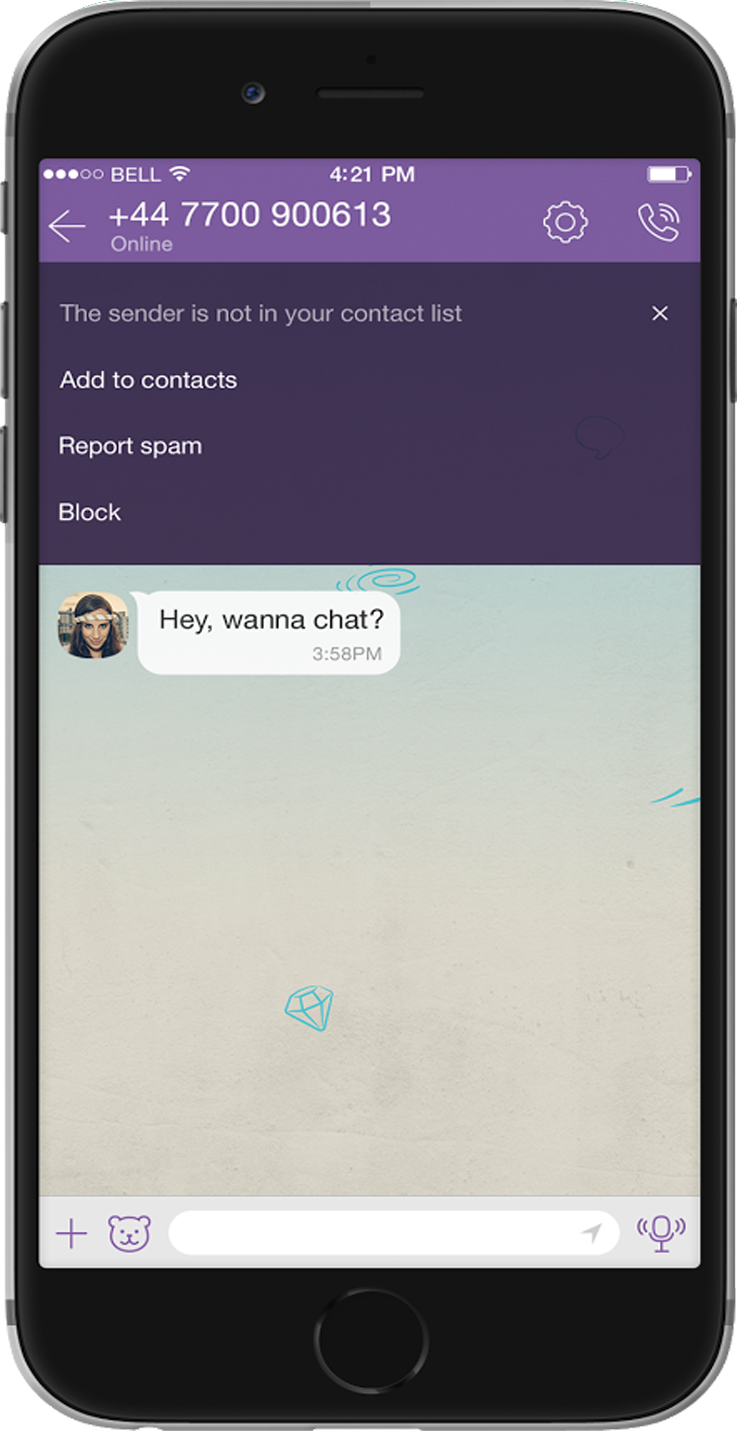 BELL 4:21 PM
+44 7700 900613
Online
The sender is not in your contact list
Add to contacts
Report spam
Block
Hey, wanna chat?
3:58PM